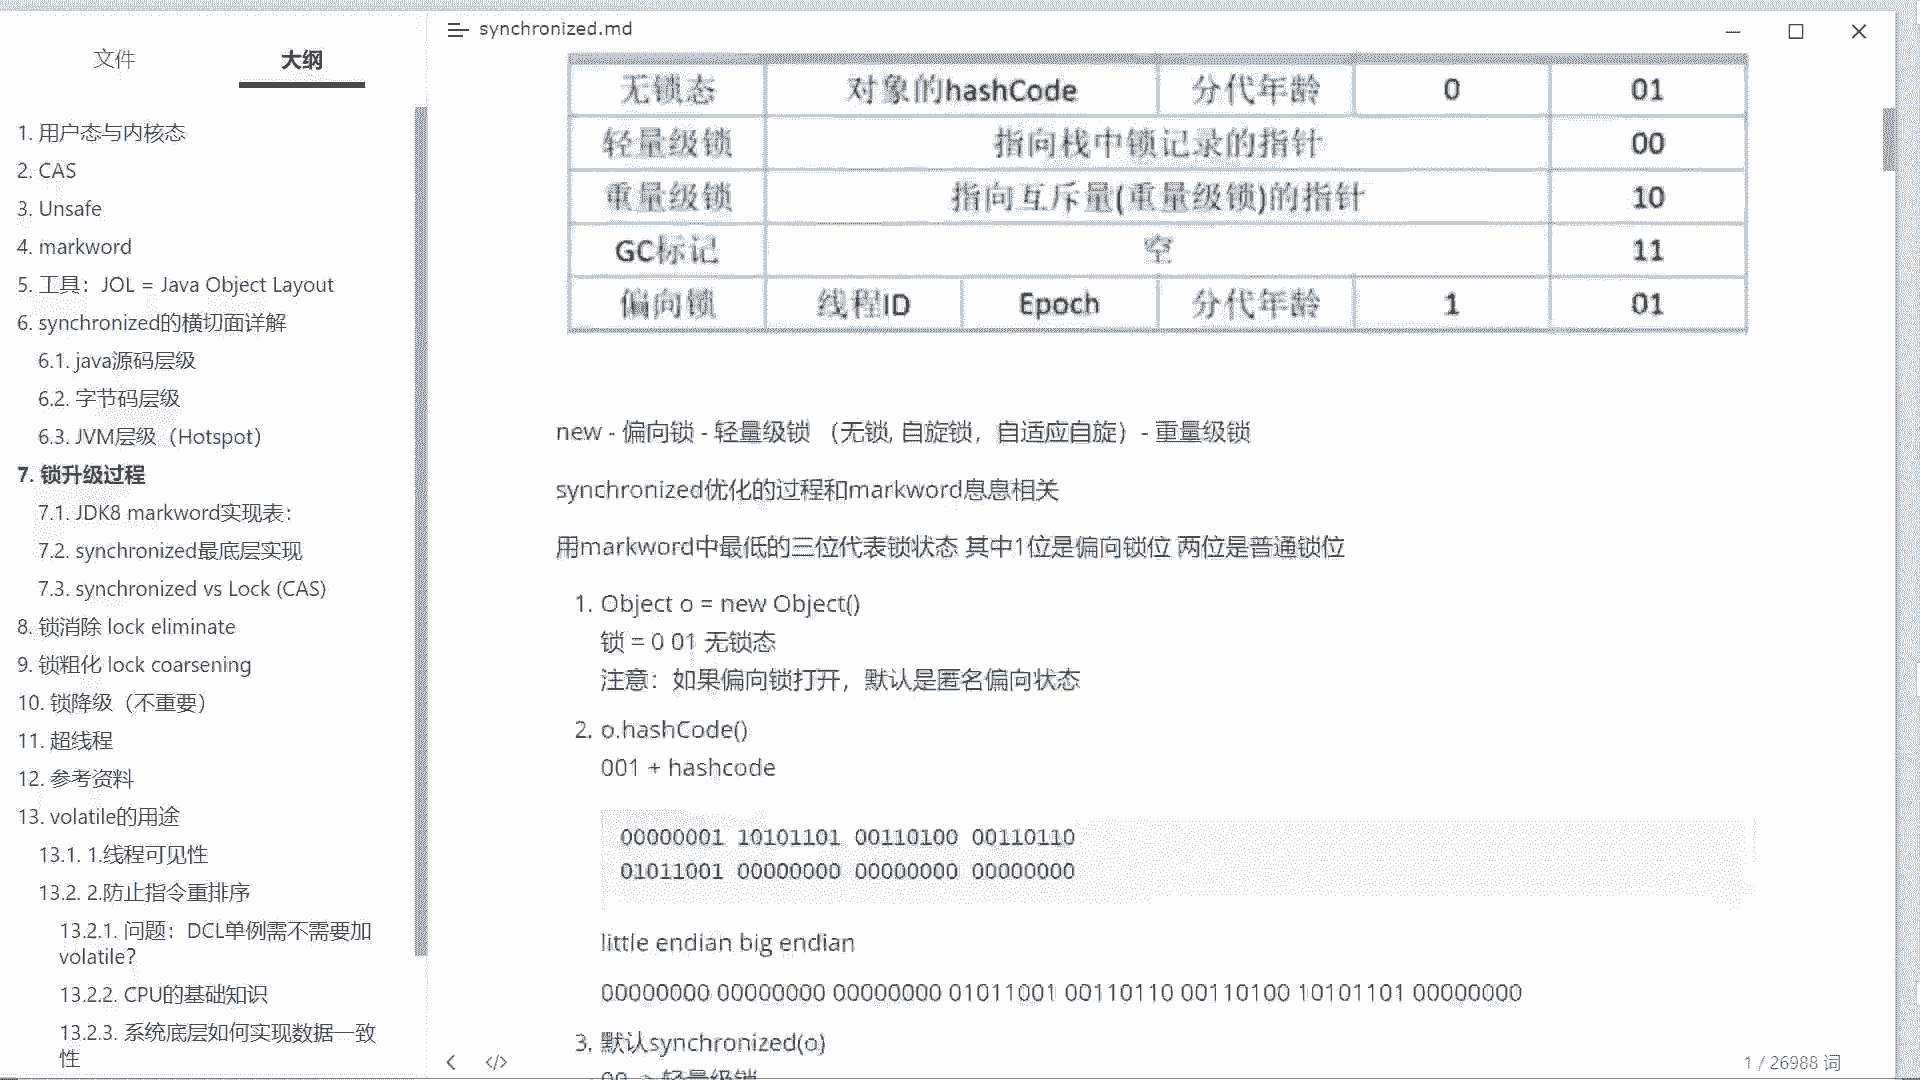 文件
大纲
1. 用户态与内核态
2. CAS
3. Unsafe
4. markword
5. 工具：JOL = Java Object Layout
6. synchronized的横切面详解
6.1. java源码层级
6.2. 字节码层级
6.3. JVM层级（Hotspot）
7. 锁升级过程
7.1. JDK8 markword实现表：
7.2. synchronized最底层实现
7.3. synchronized vs Lock (CAS)
8. 锁消除 lock eliminate
9. 锁粗化 lock coarsening
10. 锁降级（不重要）
11. 超线程
12. 参考资料
13. volatile的用途
13.1. 1.线程可见性
13.2. 2.防止指令重排序
13.2.1. 问题：DCL单例需不需要加
volatile?
13.2.2. CPU的基础知识
13.2.3. 系统底层如何实现数据一致
性
synchronized.md
无锁态 对象的hashCode 分代年龄 0 01
轻量级锁 指向栈中锁记录的指针 00
重量级锁 指向互斥量(重量级锁)的指针 10
GC标记 空 11
偏向锁 线程ID Epoch 分代年龄 1 01
new - 偏向锁 - 轻量级锁 （无锁, 自旋锁，自适应自旋）- 重量级锁
synchronized优化的过程和markword息息相关
用markword中最低的三位代表锁状态 其中1位是偏向锁位 两位是普通锁位
1. Object o = new Object()
锁 = 0 01 无锁态
注意：如果偏向锁打开，默认是匿名偏向状态
2. o.hashCode()
001 + hashcode
00000001 10101101 00110100 00110110
01011001 00000000 00000000 00000000
little endian big endian
00000000 00000000 00000000 01011001 00110110 00110100 10101101 00000000
3. 默认synchronized(o)
00 -> 轻量级锁
1 / 26988 词